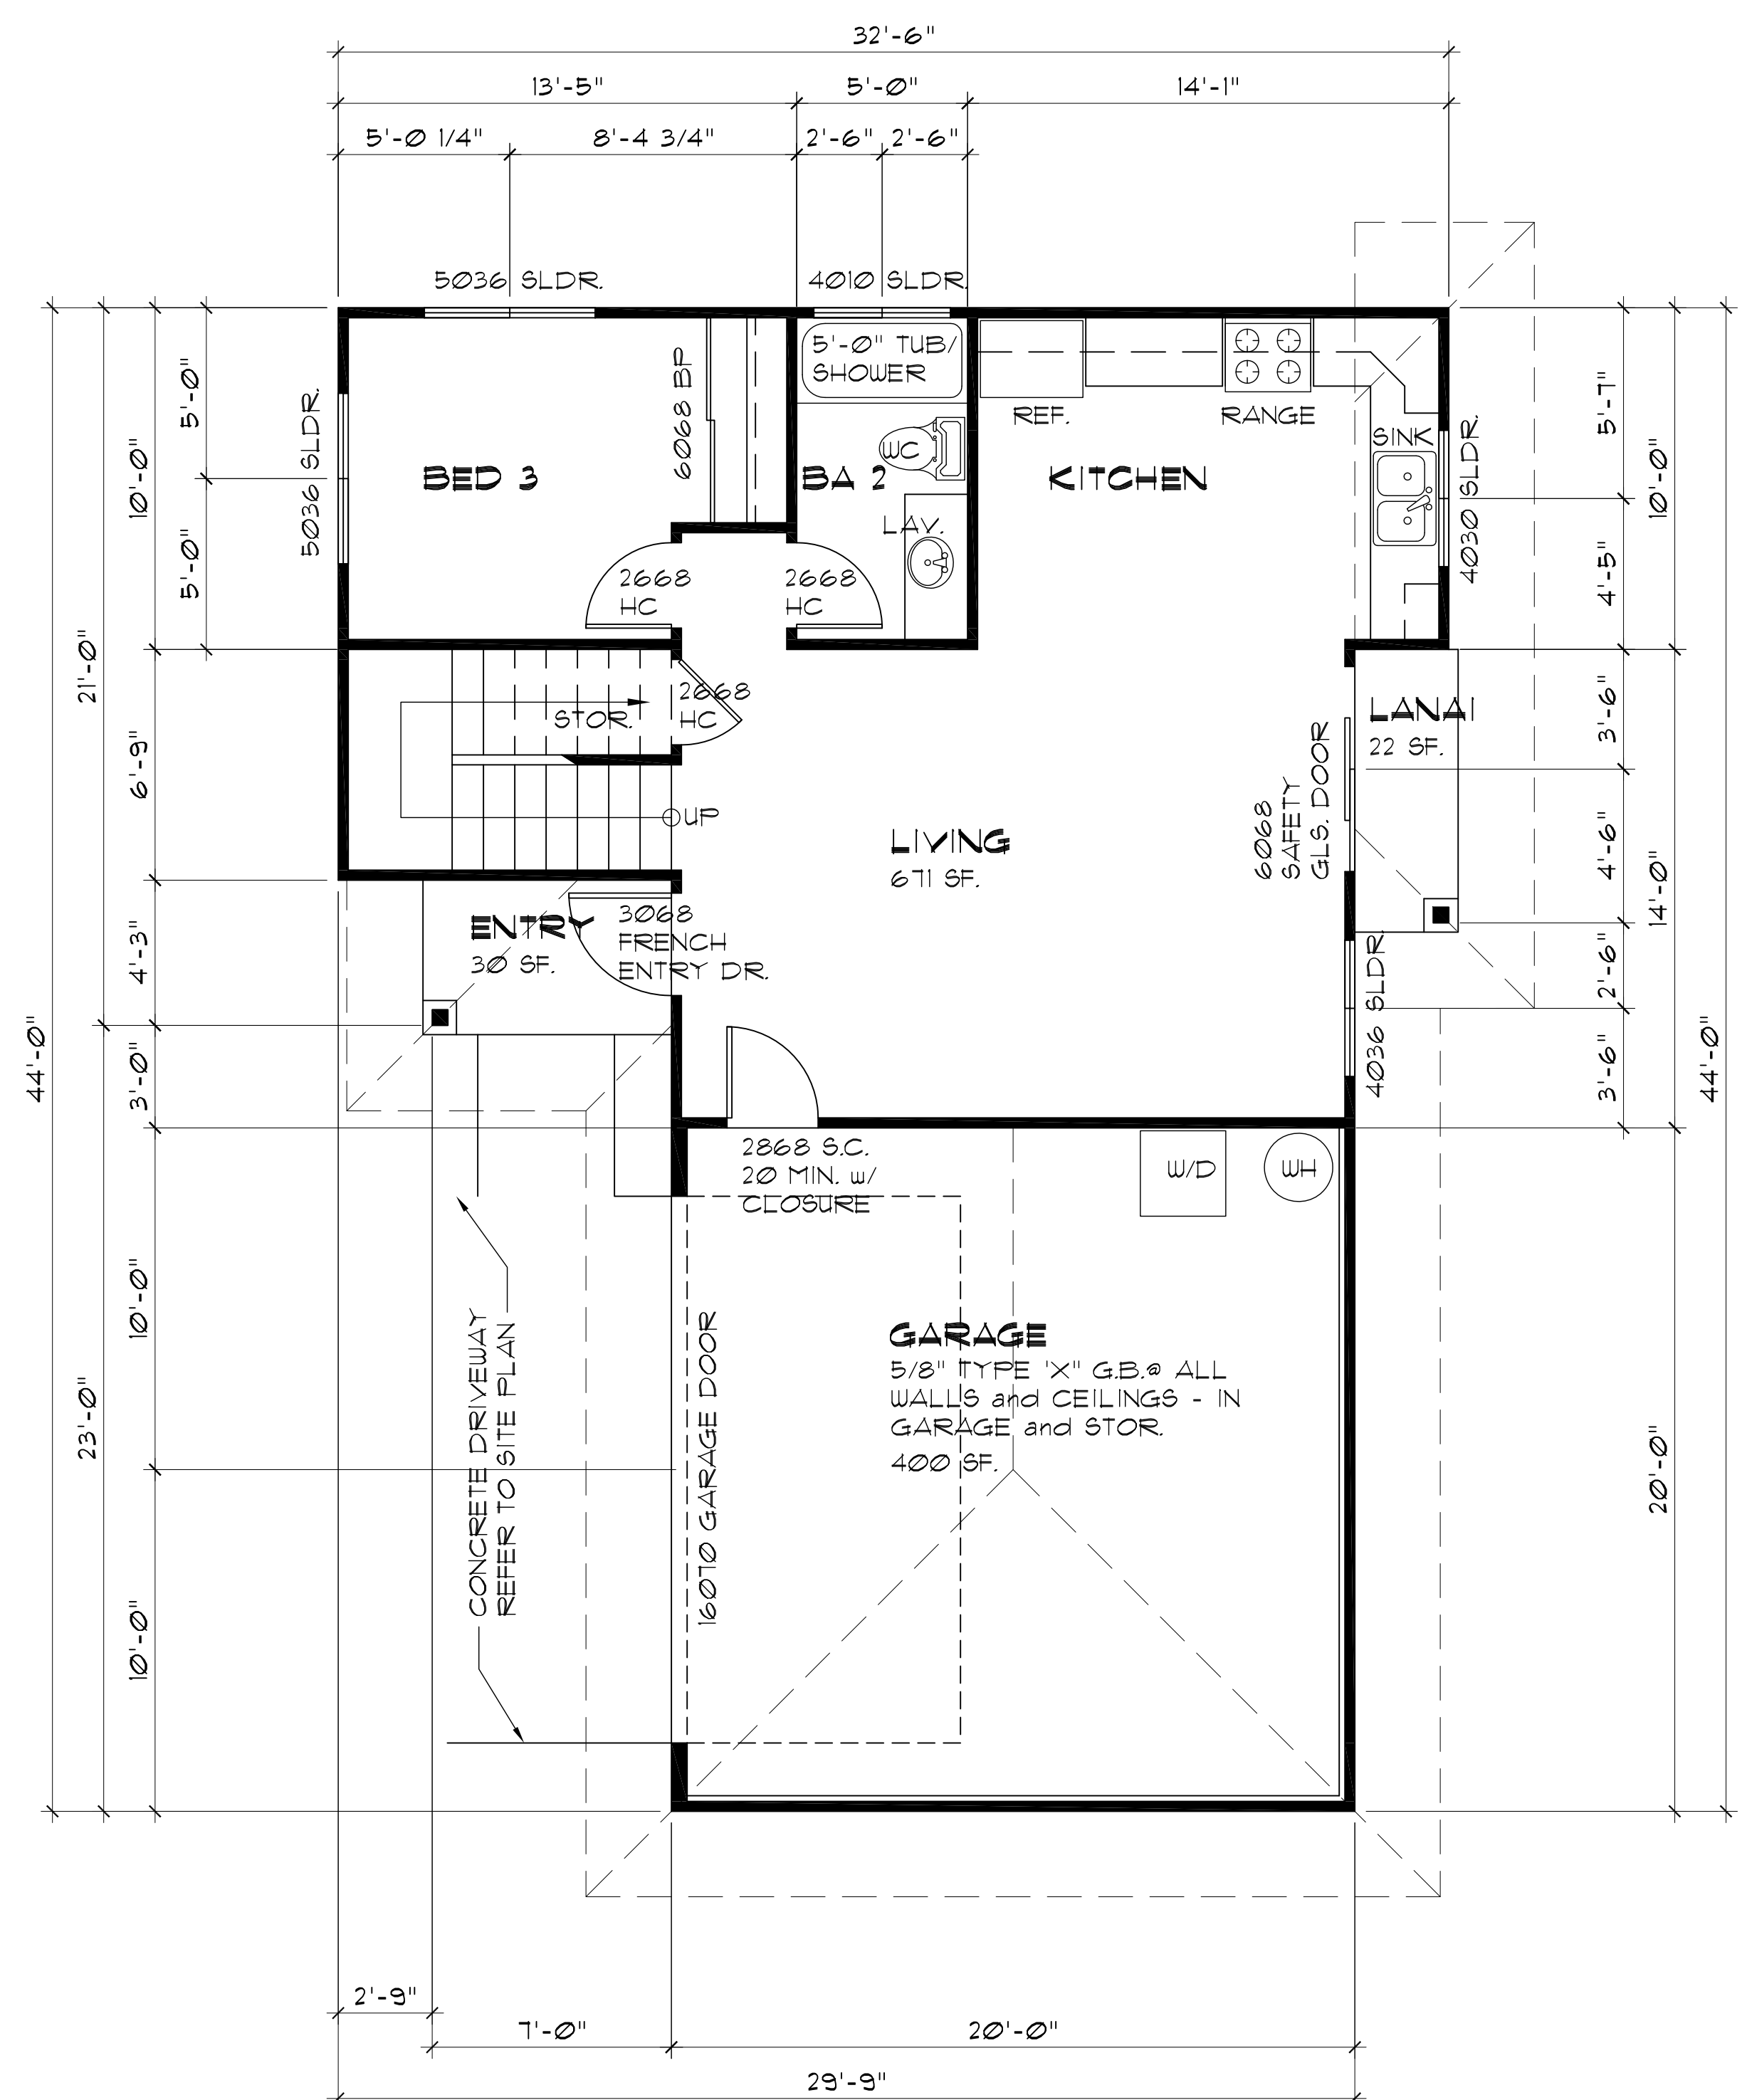 32'-6"
13'-5"
5'-0"
14'-1"
5'-0 1/4"
8'-4 3/4"
2'-6"
2'-6"
5036 SLDR.
4010 SLDR.
5'-0" TUB/
SHOWER
REF.
RANGE
SINK
6068 BP
WC
BED 3
BA 2
KITCHEN
LAV.
5036 SLDR.
4030 SLDR.
2668
HC
2668
HC
2668
HC
STOR.
UP
LIVING
671 SF.
LANAI
22 SF.
6068
SAFETY
GLS. DOOR
ENTRY
30 SF.
3068
FRENCH
ENTRY DR.
4036 SLDR.
2868 S.C.
20 MIN. w/
CLOSURE
W/D
WH
GARAGE
5/8" TYPE 'X" G.B.@ ALL
WALLS and CEILINGS - IN
GARAGE and STOR.
400 SF.
16070 GARAGE DOOR
CONCRETE DRIVEWAY
REFER TO SITE PLAN
44'-0"
21'-0"
23'-0"
10'-0"
6'-9"
4'-3"
3'-0"
10'-0"
10'-0"
5'-0"
5'-0"
5'-7"
4'-5"
3'-6"
4'-6"
2'-6"
3'-6"
10'-0"
14'-0"
20'-0"
44'-0"
2'-9"
7'-0"
20'-0"
29'-9"